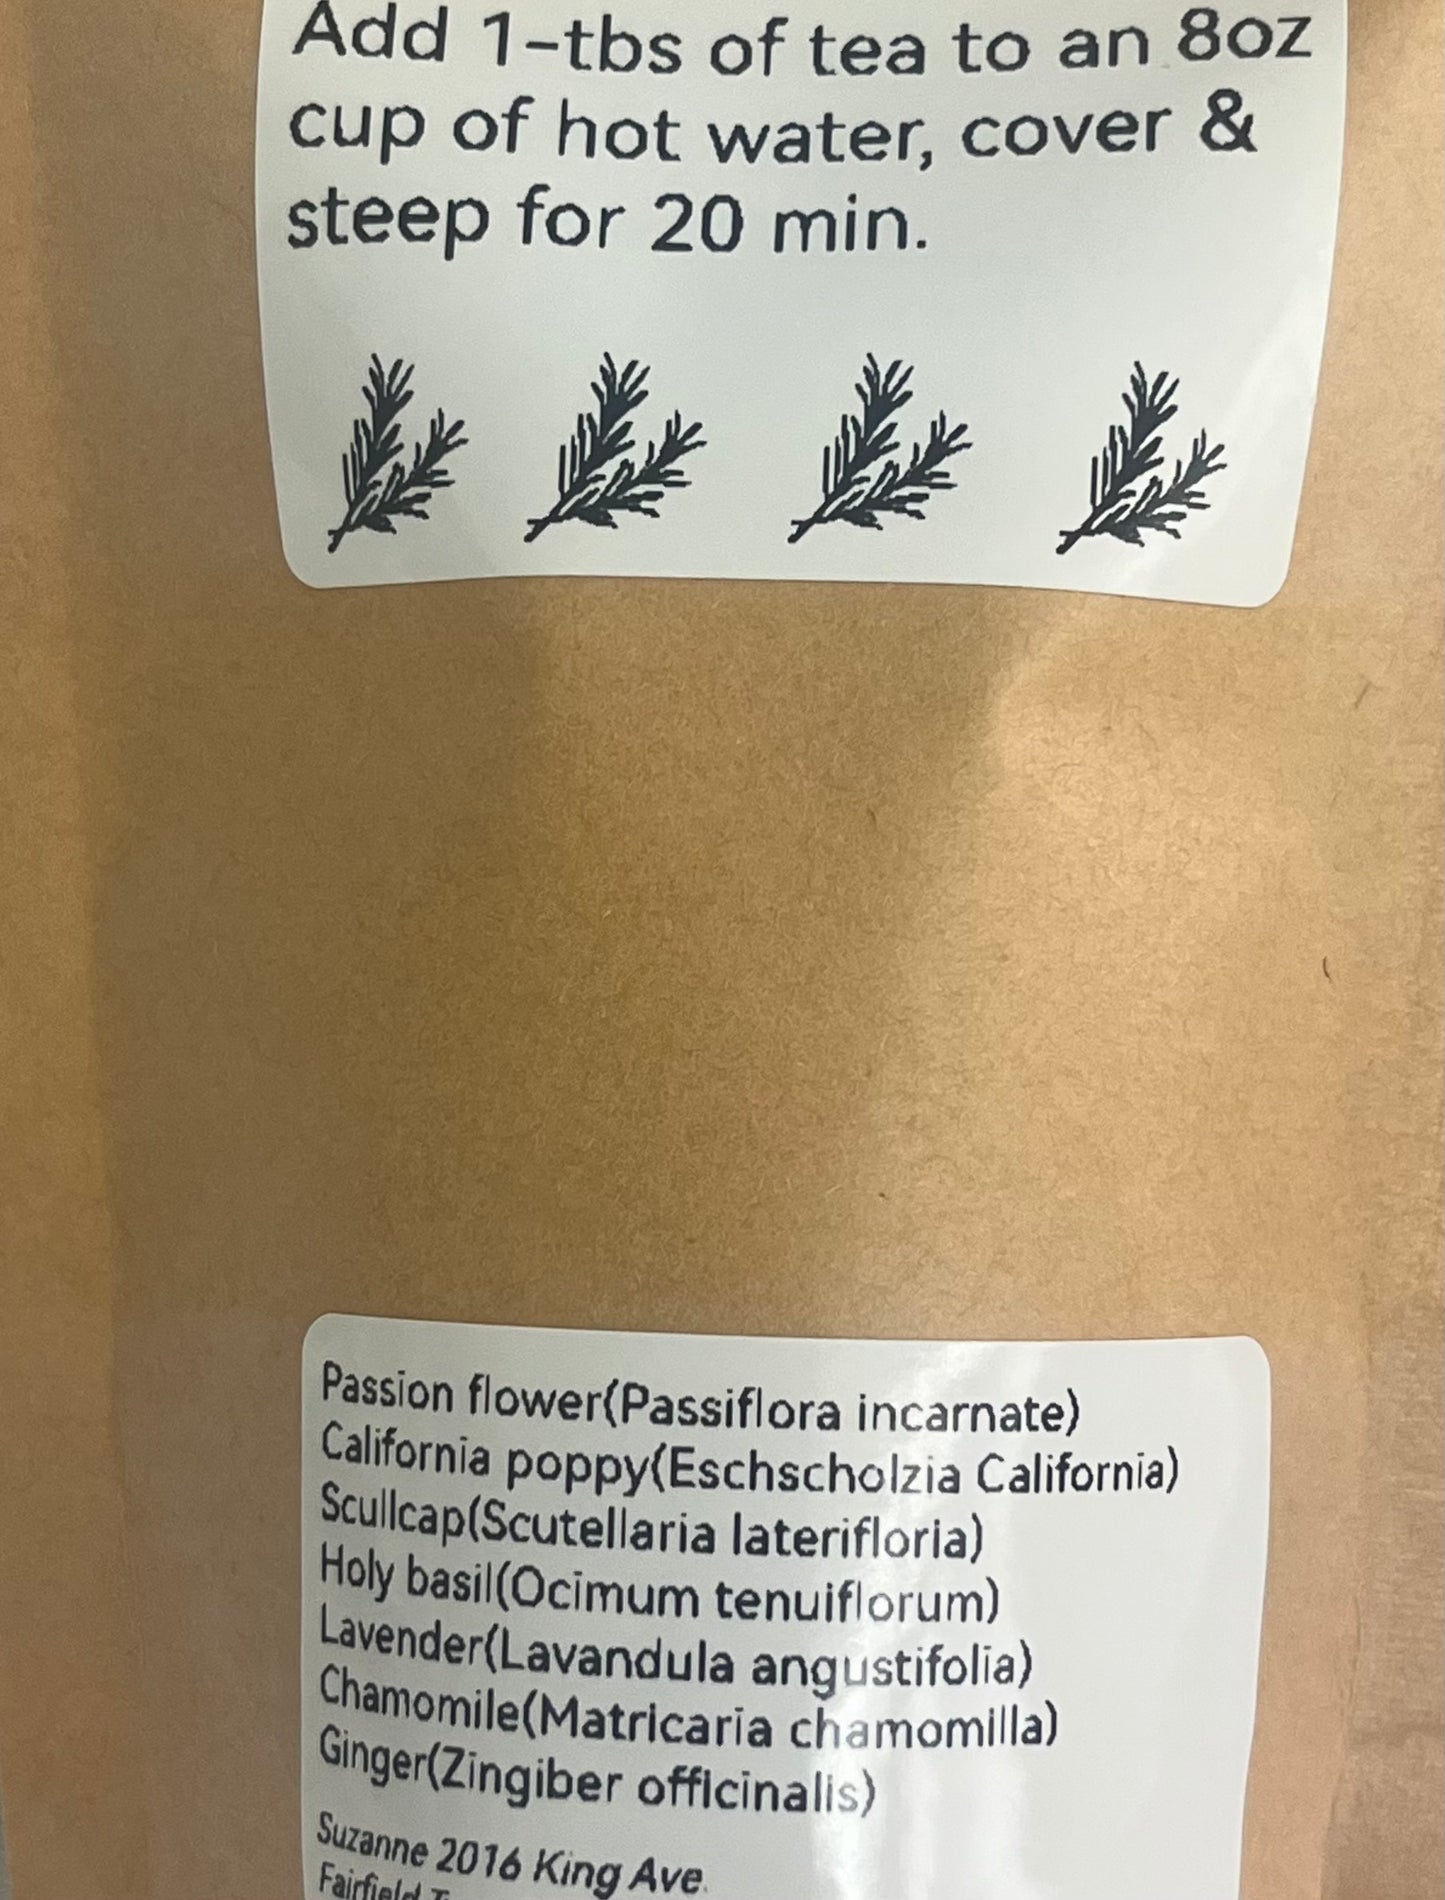 Add 1-tbs of tea to an 8oz
cup of hot water, cover &
steep for 20 min.
Passion flower(Passiflora incarnate)
California poppy(Eschscholzia California)
Scullcap(Scutellaria laterifloria)
Holy basil(Ocimum tenuiflorum)
Lavender(Lavandula angustifolia)
Chamomile(Matricaria chamomilla)
Ginger(Zingiber officinalis)
Suzanne 2016 King Ave.
Fairfield